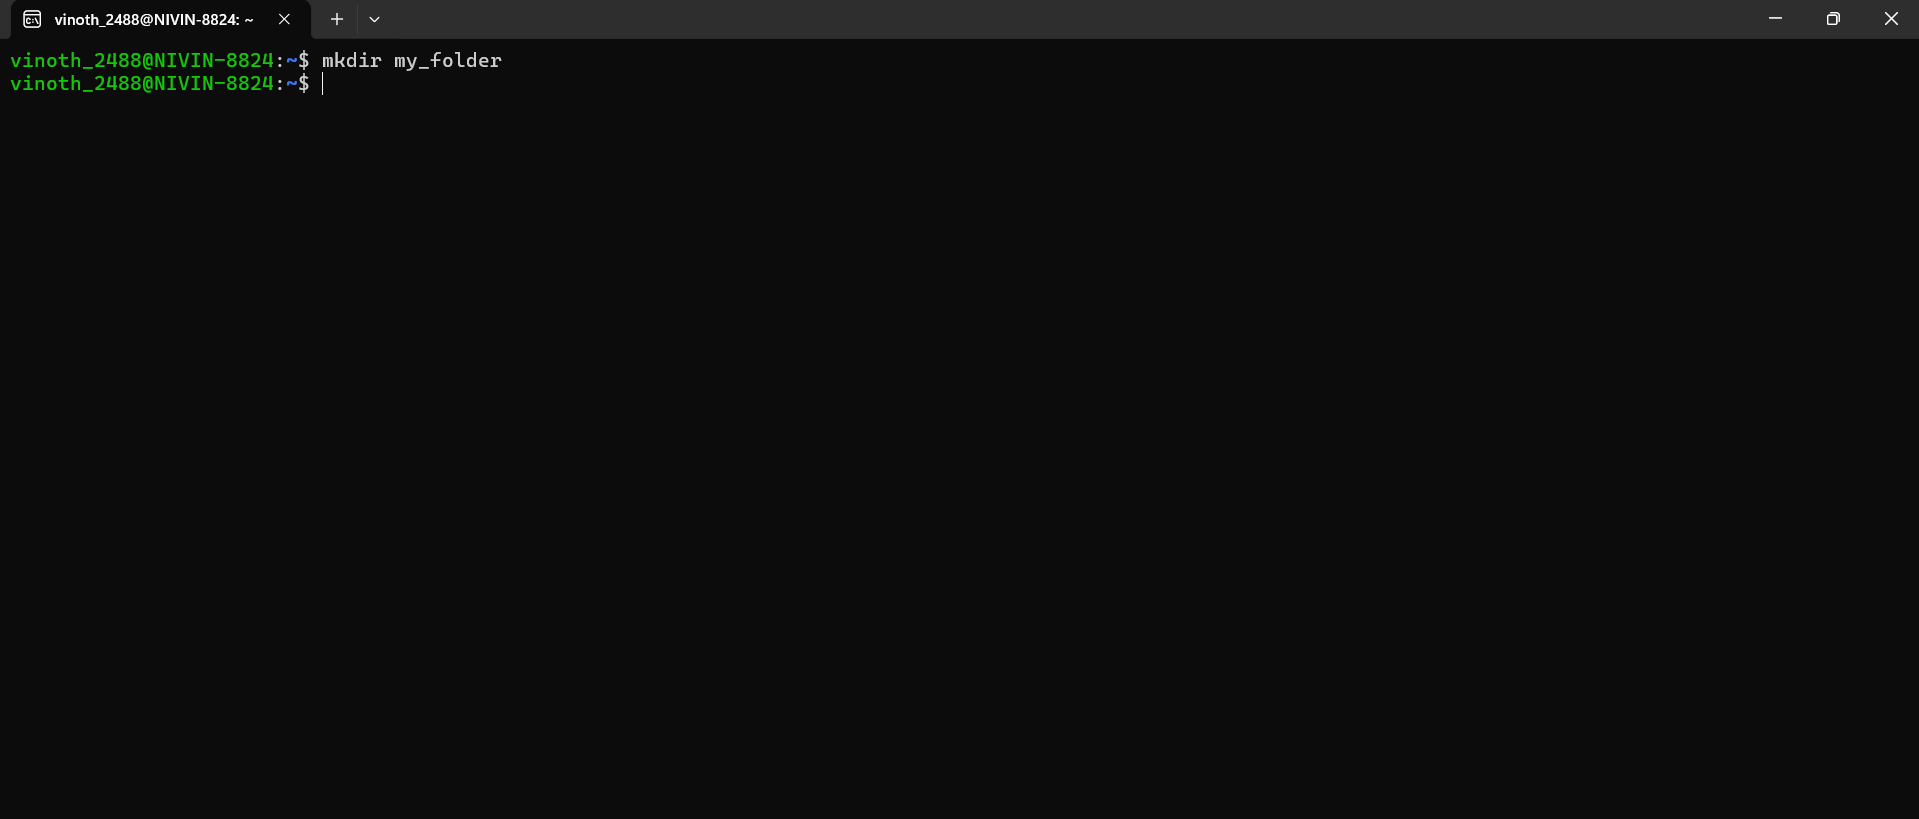 vinoth_2488@NIVIN-8824: ~
vinoth_2488@NIVIN-8824:~$ mkdir my_folder
vinoth_2488@NIVIN-8824:~$